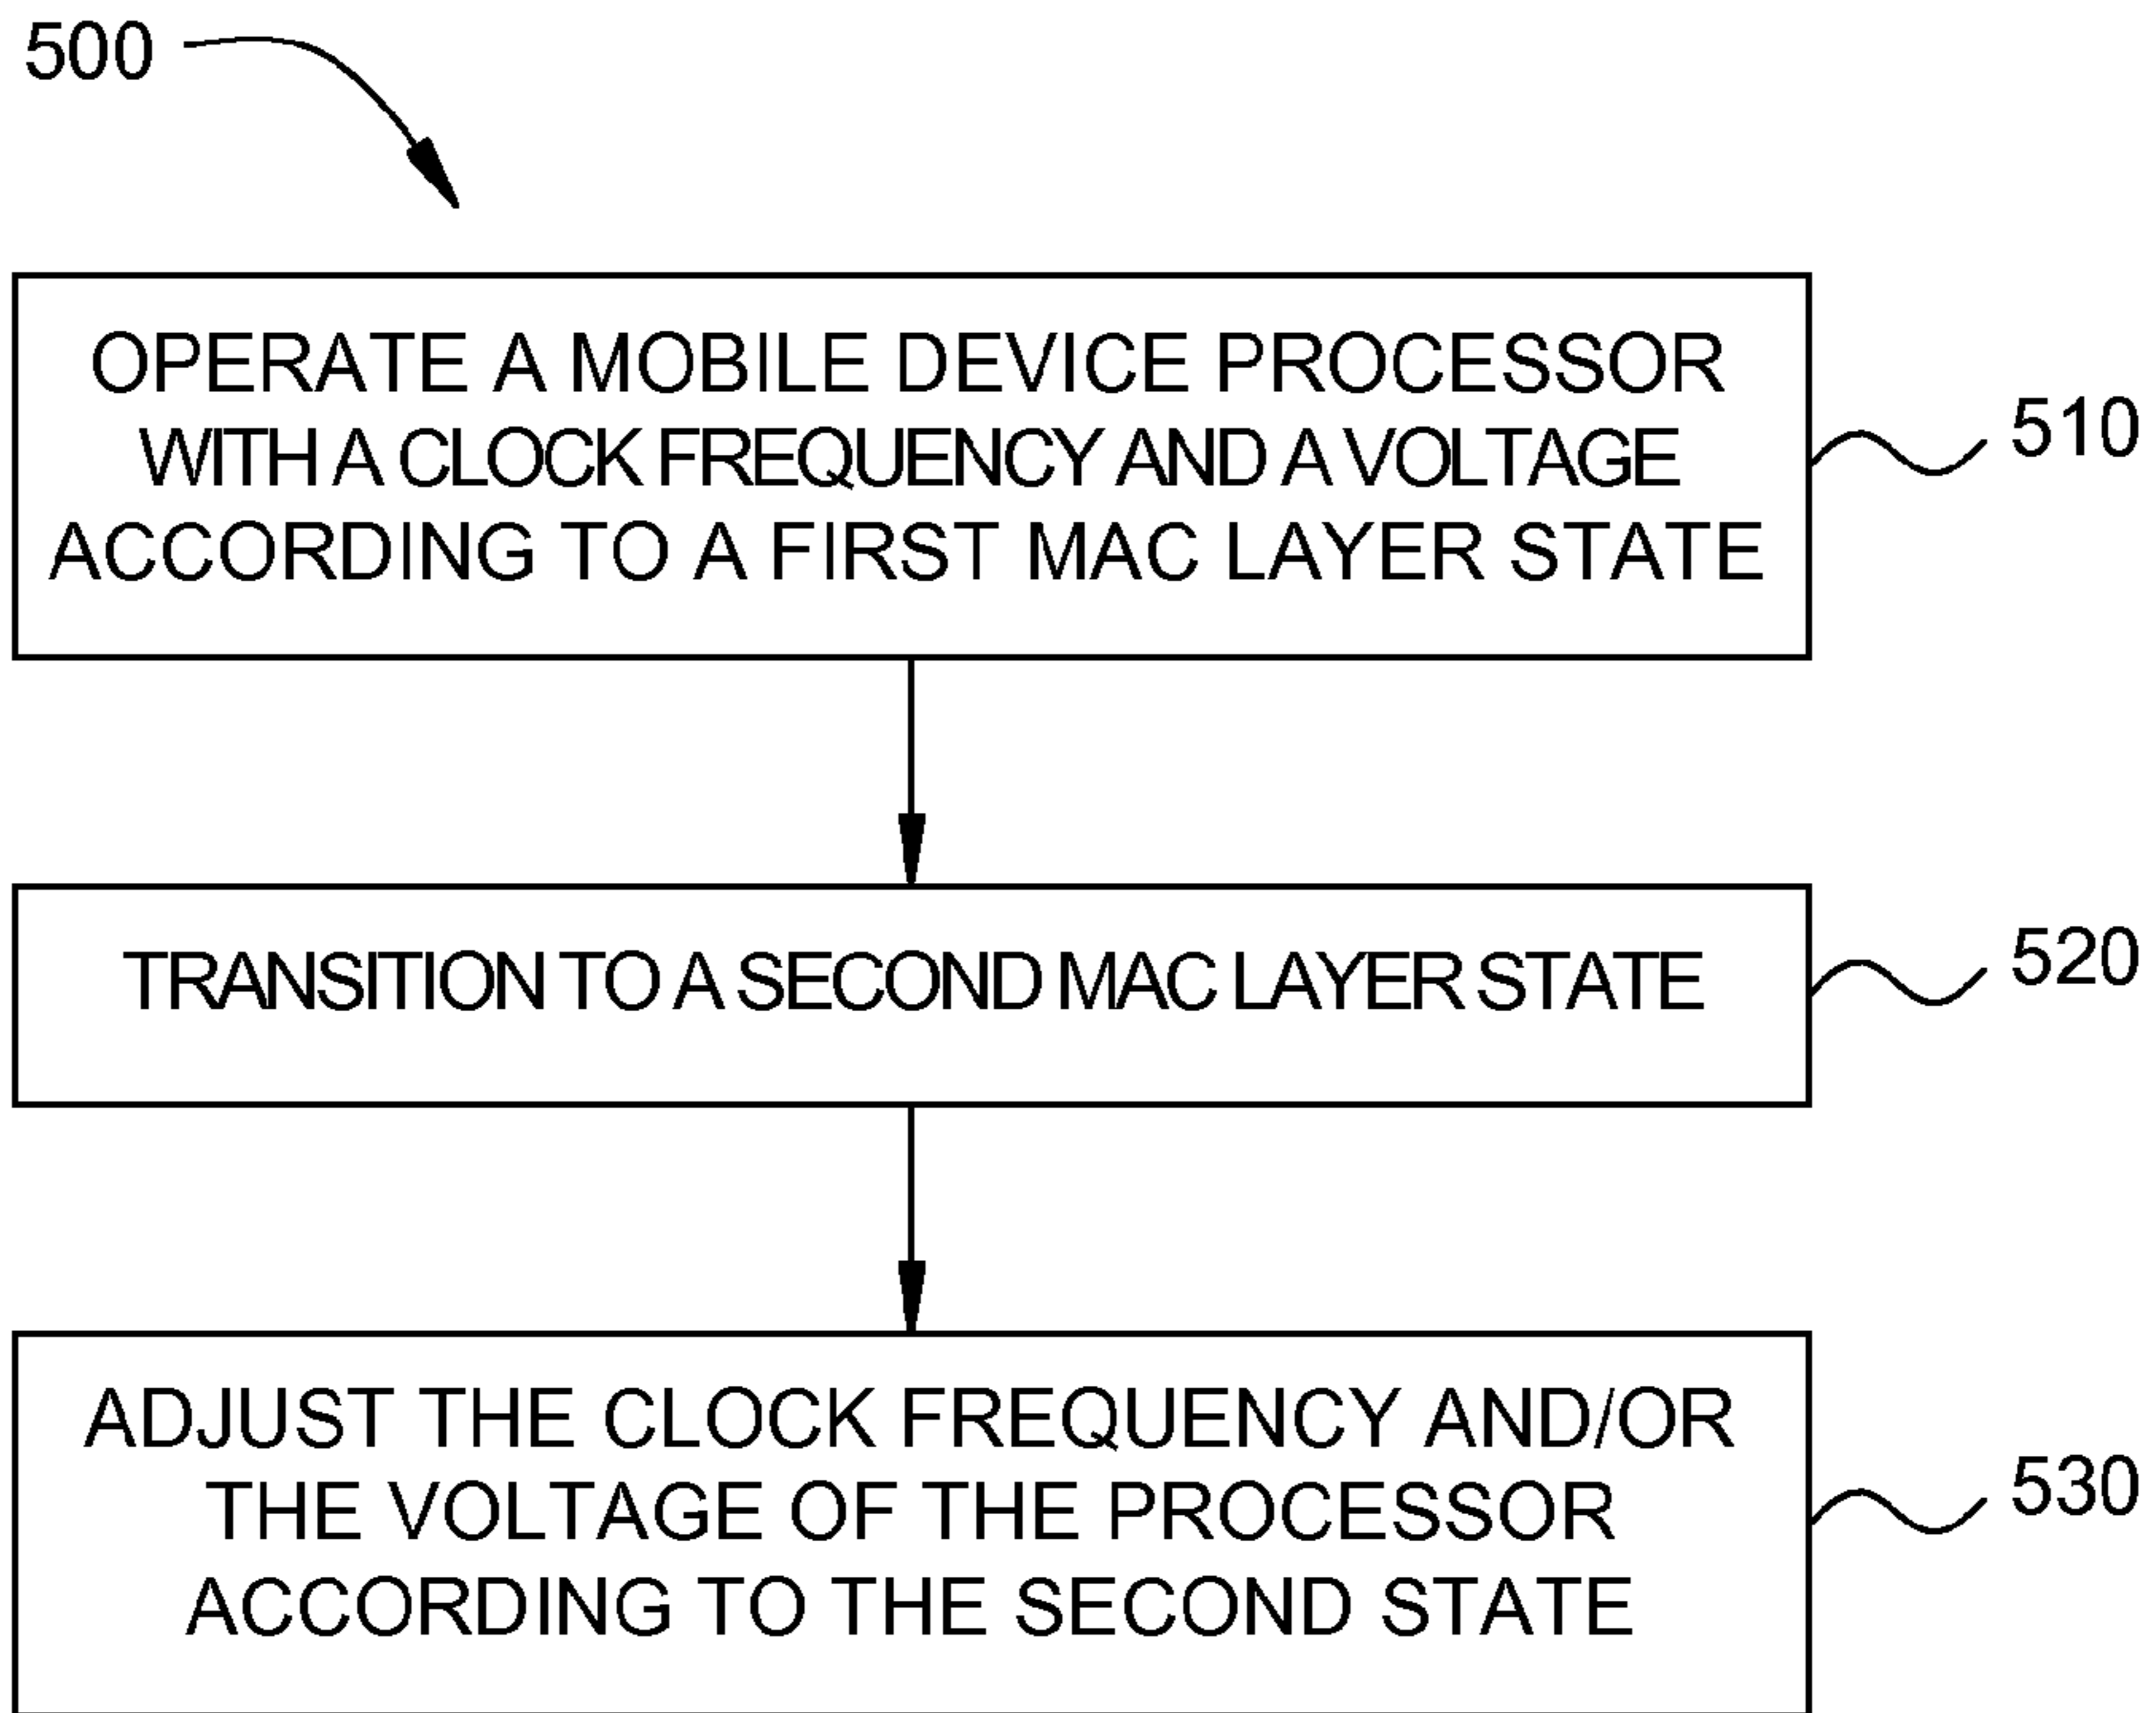 500
OPERATE A MOBILE DEVICE PROCESSOR
WITH A CLOCK FREQUENCY AND A VOLTAGE
ACCORDING TO A FIRST MAC LAYER STATE
510
TRANSITION TO A SECOND MAC LAYER STATE
520
ADJUST THE CLOCK FREQUENCY AND/OR
THE VOLTAGE OF THE PROCESSOR
ACCORDING TO THE SECOND STATE
530